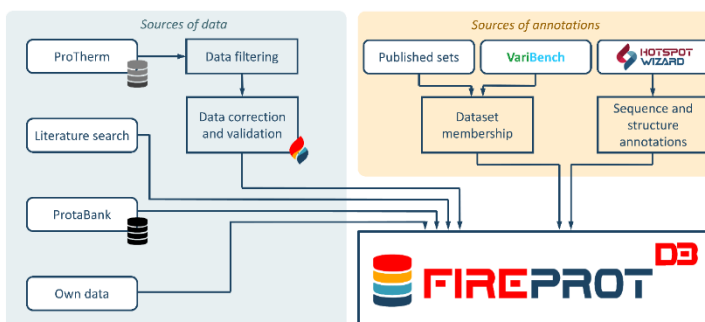 Sources of data
ProTherm
Data filtering
Data correction
and validation
Literature search
ProtaBank
Own data
Sources of annotations
Published sets
VariBench
HOTSPOT
WIZARD
Dataset
membership
Sequence and
structure
annotations
FIREPROT DB